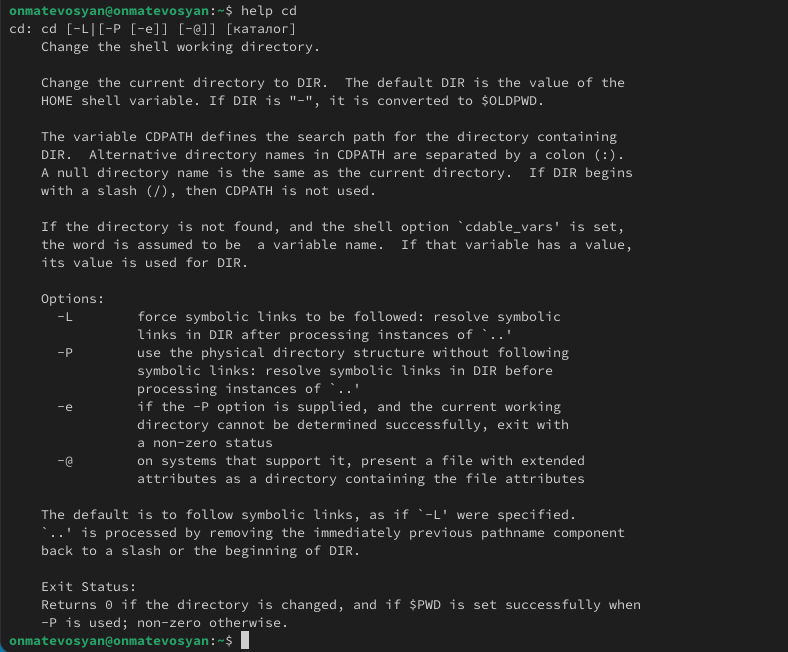 onmatevosyan@onmatevosyan:~$ help cd
cd: cd [-L|[-P [-e]] [-@]] [каталог]
    Change the shell working directory.

    Change the current directory to DIR.  The default DIR is the value of the
    HOME shell variable. If DIR is "-", it is converted to $OLDPWD.

    The variable CDPATH defines the search path for the directory containing
    DIR.  Alternative directory names in CDPATH are separated by a colon (:).
    A null directory name is the same as the current directory.  If DIR begins
    with a slash (/), then CDPATH is not used.

    If the directory is not found, and the shell option `cdable_vars' is set,
    the word is assumed to be  a variable name.  If that variable has a value,
    its value is used for DIR.

    Options:
      -L        force symbolic links to be followed: resolve symbolic
                links in DIR after processing instances of `..'
      -P        use the physical directory structure without following
                symbolic links: resolve symbolic links in DIR before
                processing instances of `..'
      -e        if the -P option is supplied, and the current working
                directory cannot be determined successfully, exit with
                a non-zero status
      -@        on systems that support it, present a file with extended
                attributes as a directory containing the file attributes

    The default is to follow symbolic links, as if `-L' were specified.
    `..' is processed by removing the immediately previous pathname component
    back to a slash or the beginning of DIR.

    Exit Status:
    Returns 0 if the directory is changed, and if $PWD is set successfully when
    -P is used; non-zero otherwise.
onmatevosyan@onmatevosyan:~$